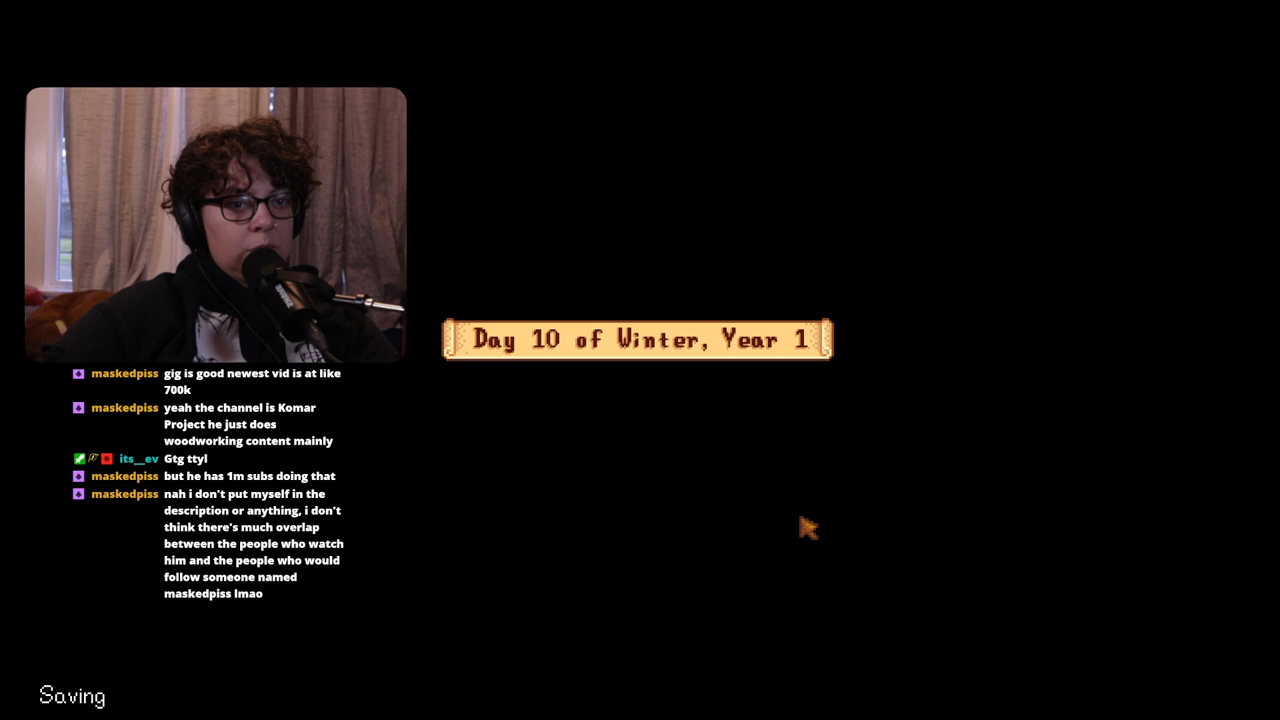 Day 10 of Winter, Year 1
maskedpiss gig is good newest vid is at like
700k
maskedpiss yeah the channel is Komar
Project he just does
woodworking content mainly
its__ev Gtg ttyl
maskedpiss but he has 1m subs doing that
maskedpiss nah i don't put myself in the
description or anything, i don't
think there's much overlap
between the people who watch
him and the people who would
follow someone named
maskedpiss lmao
Saving